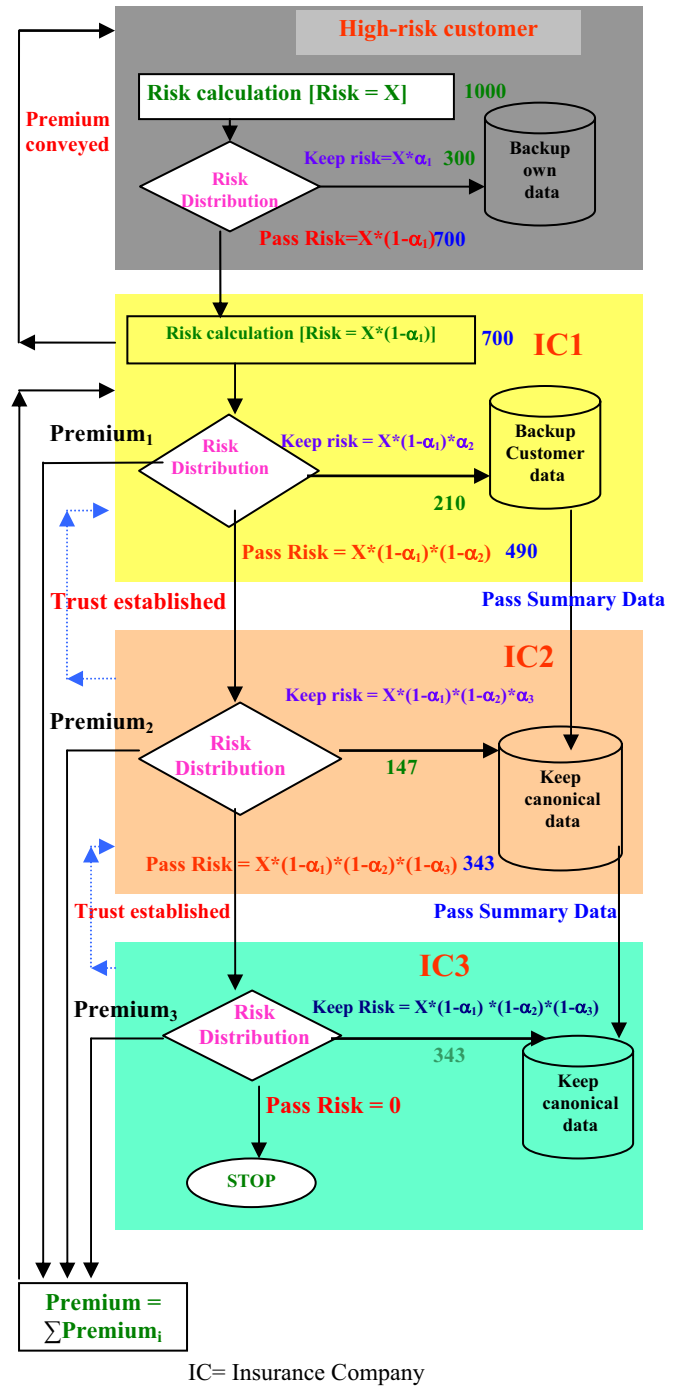 High-risk customer
Risk calculation [Risk = X]
1000
Premium
conveyed
Keep risk=X*α₁
300
Backup
own
data
Risk
Distribution
Pass Risk=X*(1-α₁)
700
Risk calculation [Risk = X*(1-α₁)]
700
IC1
Premium₁
Risk
Distribution
Keep risk = X*(1-α₁)*α₂
Backup
Customer
data
210
Pass Risk = X*(1-α₁)*(1-α₂)
490
Trust established
Pass Summary Data
IC2
Keep risk = X*(1-α₁)*(1-α₂)*α₃
Premium₂
Risk
Distribution
147
Keep
canonical
data
Pass Risk = X*(1-α₁)*(1-α₂)*(1-α₃)
343
Trust established
Pass Summary Data
IC3
Premium₃
Risk
Distribution
Keep Risk = X*(1-α₁) *(1-α₂)*(1-α₃)
343
Keep
canonical
data
Pass Risk = 0
STOP
Premium =
∑Premiumᵢ
IC= Insurance Company